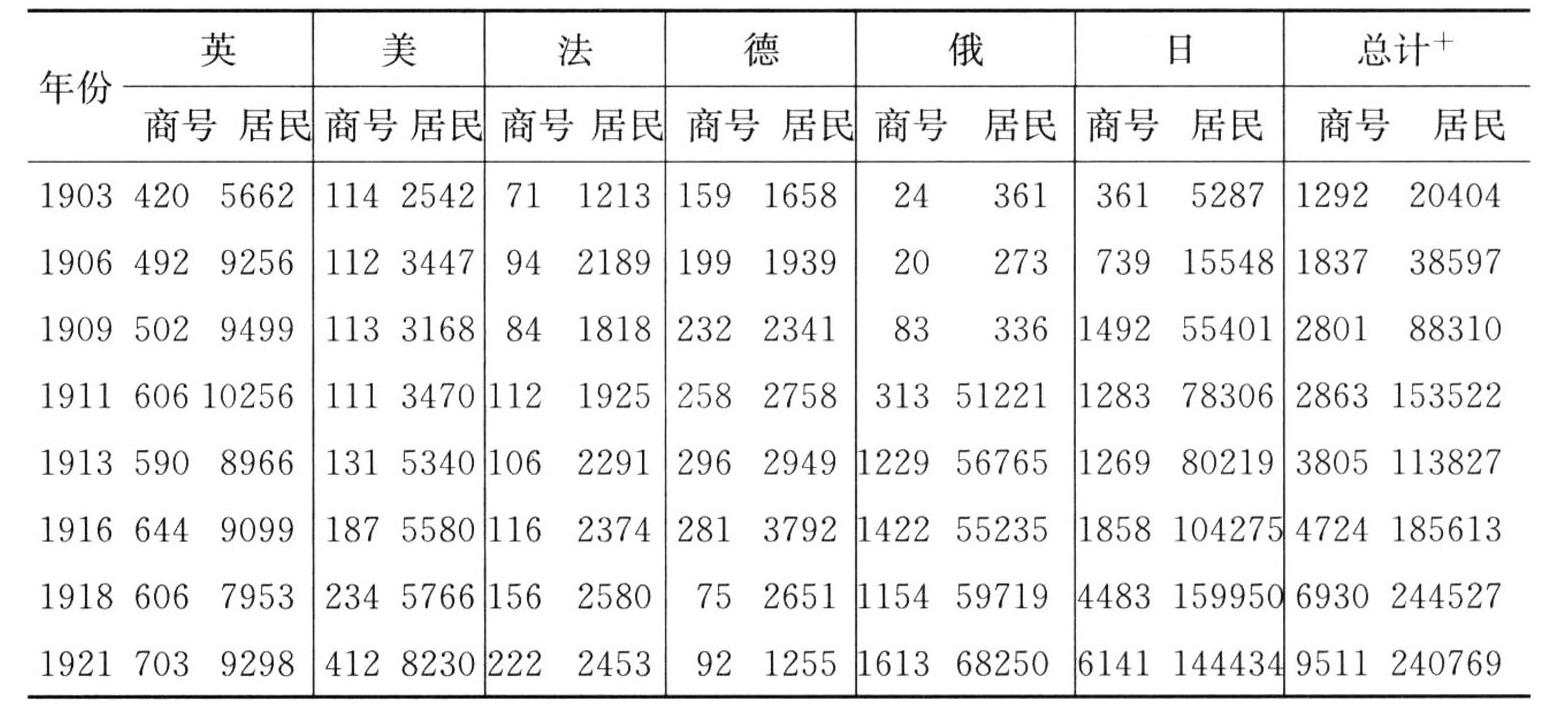 年份 英 美 法 德 俄 日 总计+
商号 居民 商号 居民 商号 居民 商号 居民 商号 居民 商号 居民 商号 居民
1903 420 5662 114 2542 71 1213 159 1658 24 361 361 5287 1292 20404
1906 492 9256 112 3447 94 2189 199 1939 20 273 739 15548 1837 38597
1909 502 9499 113 3168 84 1818 232 2341 83 336 1492 55401 2801 88310
1911 606 10256 111 3470 112 1925 258 2758 313 51221 1283 78306 2863 153522
1913 590 8966 131 5340 106 2291 296 2949 1229 56765 1269 80219 3805 113827
1916 644 9099 187 5580 116 2374 281 3792 1422 55235 1858 104275 4724 185613
1918 606 7953 234 5766 156 2580 75 2651 1154 59719 4483 159950 6930 244527
1921 703 9298 412 8230 222 2453 92 1255 1613 68250 6141 144434 9511 240769